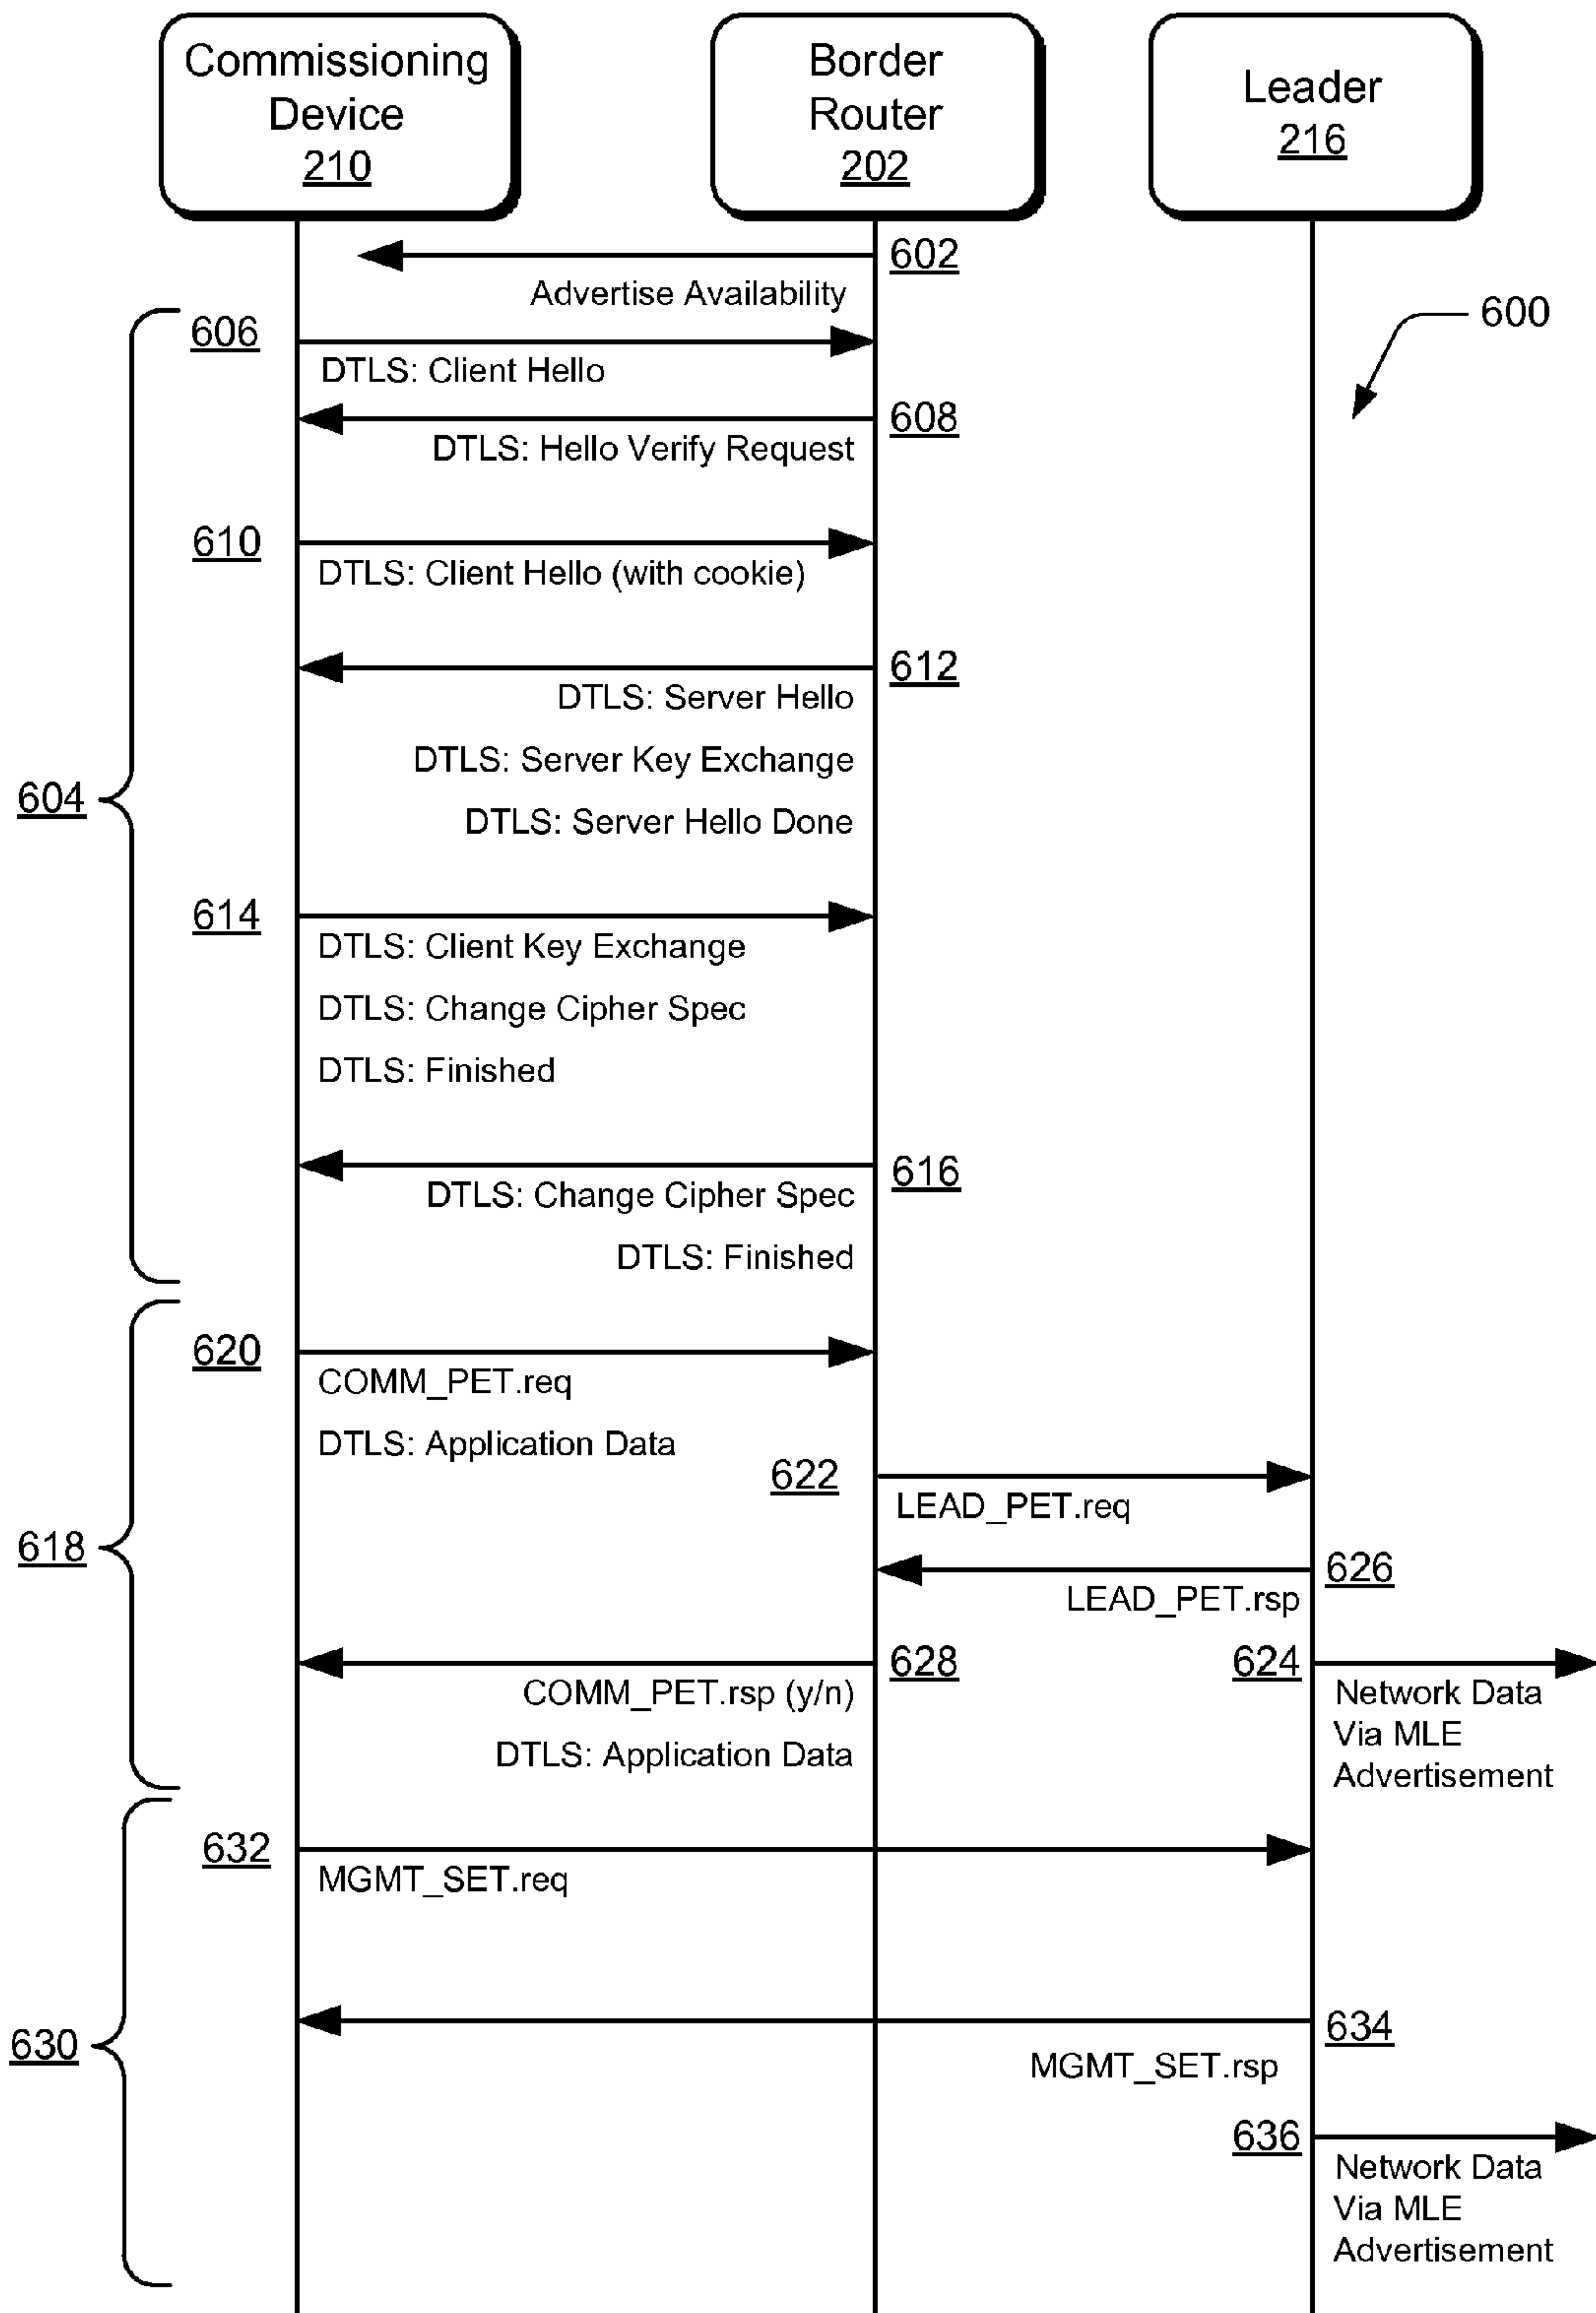 Commissioning
Device
210
Border
Router
202
Leader
216
602
Advertise Availability
600
606
DTLS: Client Hello
608
DTLS: Hello Verify Request
610
DTLS: Client Hello (with cookie)
612
DTLS: Server Hello
DTLS: Server Key Exchange
DTLS: Server Hello Done
604
614
DTLS: Client Key Exchange
DTLS: Change Cipher Spec
DTLS: Finished
616
DTLS: Change Cipher Spec
DTLS: Finished
620
COMM_PET.req
DTLS: Application Data
622
LEAD_PET.req
618
626
LEAD_PET.rsp
628
COMM_PET.rsp (y/n)
DTLS: Application Data
624
Network Data
Via MLE
Advertisement
632
MGMT_SET.req
630
634
MGMT_SET.rsp
636
Network Data
Via MLE
Advertisement